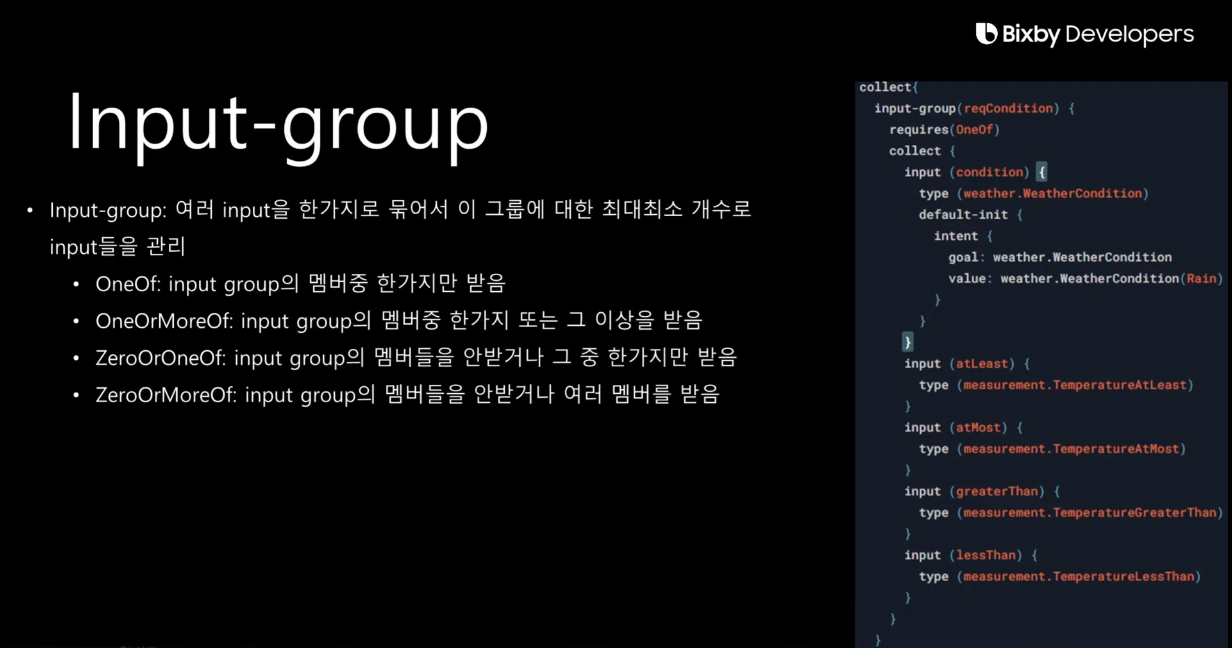 Bixby Developers
Input-group
• Input-group: 여러 input을 한가지로 묶어서 이 그룹에 대한 최대최소 개수로
input들을 관리
• OneOf: input group의 멤버중 한가지만 받음
• OneOrMoreOf: input group의 멤버중 한가지 또는 그 이상을 받음
• ZeroOrOneOf: input group의 멤버들을 안받거나 그 중 한가지만 받음
• ZeroOrMoreOf: input group의 멤버들을 안받거나 여러 멤버를 받음
collect{
input-group(reqCondition) {
requires(OneOf)
collect {
input (condition) {
type (weather.WeatherCondition)
default-init {
intent {
goal: weather.WeatherCondition
value: weather.WeatherCondition(Rain)
}
}
}
input (atLeast) {
type (measurement.TemperatureAtLeast)
}
input (atMost) {
type (measurement.TemperatureAtMost)
}
input (greaterThan) {
type (measurement.TemperatureGreaterThan)
}
input (lessThan) {
type (measurement.TemperatureLessThan)
}
}
}